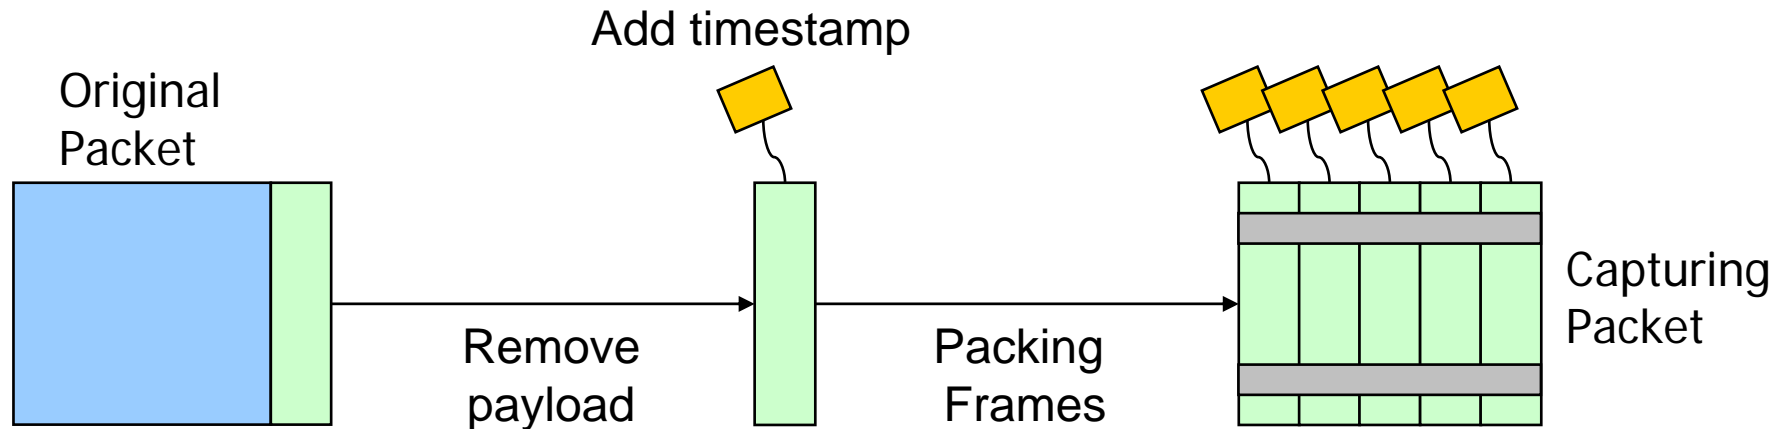 Add timestamp
Original
Packet
Remove
payload
Packing
Frames
Capturing
Packet